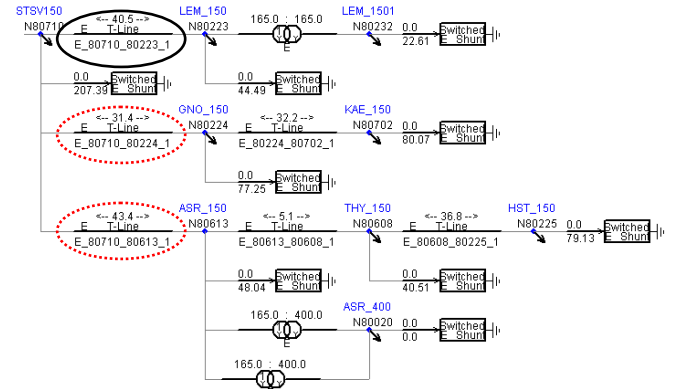 STSV150 <-- 40.5 --> LEM_150 165.0 : 165.0 LEM_1501
N80710 E T-Line N80223 N80232 0.0 Switched
E_80710_80223_1 E 22.61 E Shunt
0.0 Switched 0.0 Switched
207.39 E Shunt 44.49 E Shunt
<-- 31.4 --> GNO_150 <-- 32.2 --> KAE_150
E T-Line N80224 E T-Line N80702 0.0 Switched
E_80710_80224_1 E_80224_80702_1 80.07 E Shunt
0.0 Switched
77.25 E Shunt
<-- 43.4 --> ASR_150 <-- 5.1 --> THY_150 <-- 36.8 --> HST_150
E T-Line N80613 E T-Line N80608 E T-Line N80225 0.0 Switched
E_80710_80613_1 E_80613_80608_1 E_80608_80225_1 79.13 E Shunt
0.0 Switched 0.0 Switched
48.04 E Shunt 40.51 E Shunt
165.0 : 400.0 ASR_400
N80020 0.0 Switched
E 0.0 E Shunt
165.0 : 400.0